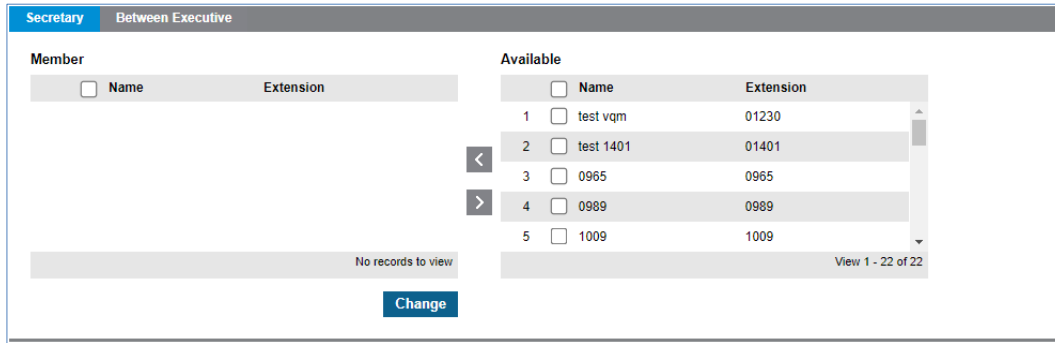 Secretary Between Executive
Member
Name Extension
No records to view
Available
Name Extension
1 test vqm 01230
2 test 1401 01401
3 0965 0965
4 0989 0989
5 1009 1009
View 1 - 22 of 22
Change